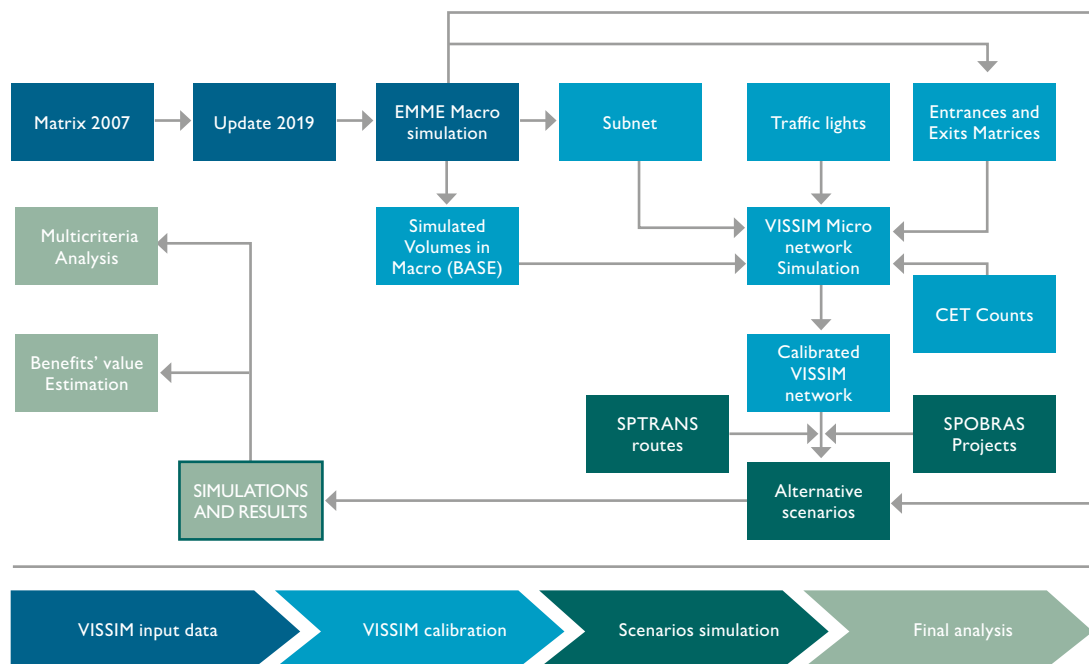 Matrix 2007
Update 2019
EMME Macro
simulation
Subnet
Traffic lights
Entrances and
Exits Matrices
Multicriteria
Analysis
Simulated
Volumes in
Macro (BASE)
VISSIM Micro
network
Simulation
CET Counts
Benefits' value
Estimation
Calibrated
VISSIM
network
SPTRANS
routes
SPOBRAS
Projects
SIMULATIONS
AND RESULTS
Alternative
scenarios
VISSIM input data
VISSIM calibration
Scenarios simulation
Final analysis